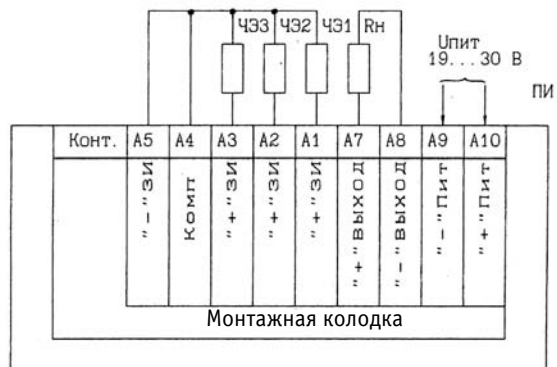 ЧЭ3 ЧЭ2 ЧЭ1 Rн
Uпит
19...30 В
ПИ
Конт. А5 А4 А3 А2 А1 А7 А8 А9 А10
"-"ЗИ
Комп
"+"ЗИ
"+"ЗИ
"+"ЗИ
"+"ВЫХОД
"-"ВЫХОД
"-"Пит
"+"Пит
Монтажная колодка